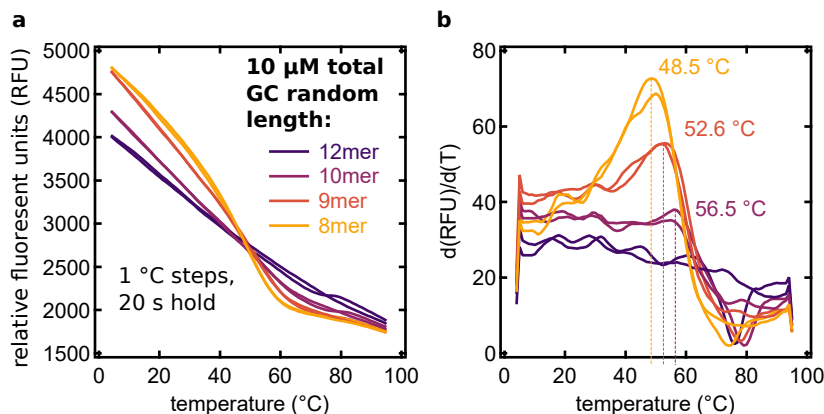 a
relative fluoresent units (RFU)
5000
4500
4000
3500
3000
2500
2000
1500
10 µM total
GC random
length:
12mer
10mer
9mer
8mer
1 °C steps,
20 s hold
0
20
40
60
80
100
temperature (°C)
b
d(RFU)/d(T)
80
60
40
20
0
48.5 °C
52.6 °C
56.5 °C
0
20
40
60
80
100
temperature (°C)